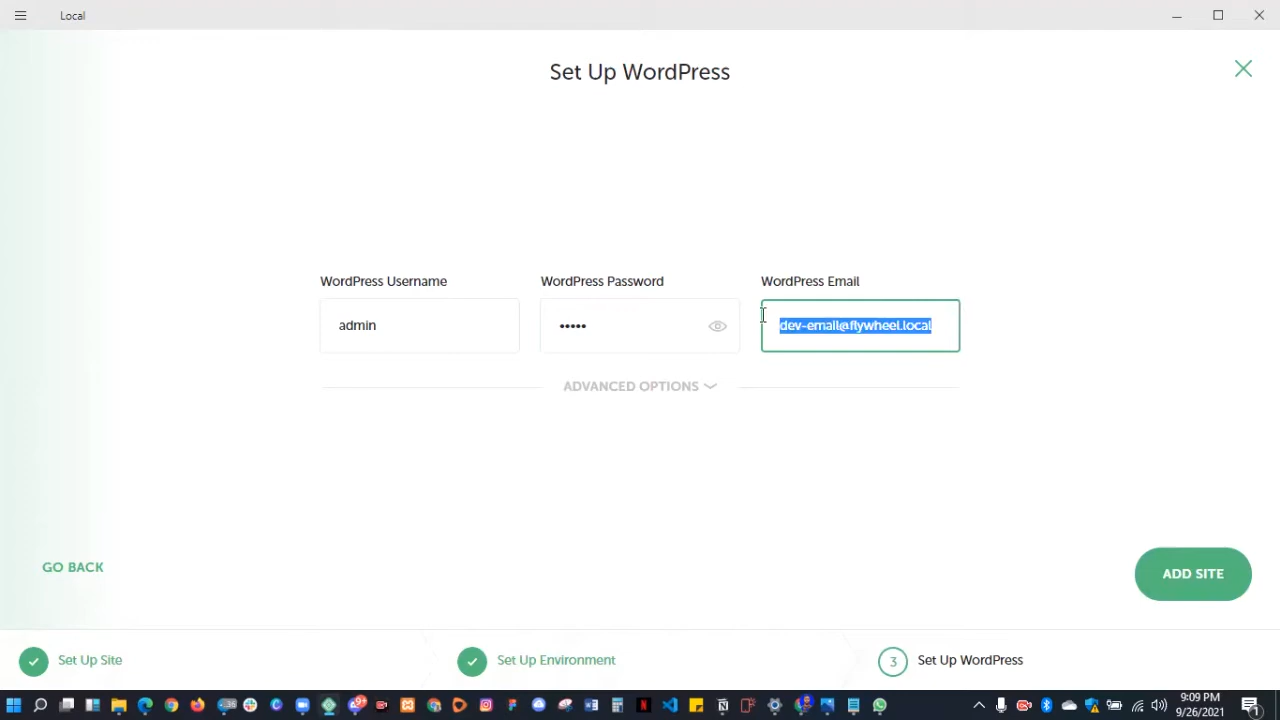 Local
Set Up WordPress
WordPress Username
WordPress Password
WordPress Email
admin
•••••
dev-email@flywheel.local
ADVANCED OPTIONS
GO BACK
ADD SITE
Set Up Site
Set Up Environment
3
Set Up WordPress
9:09 PM
9/26/2021